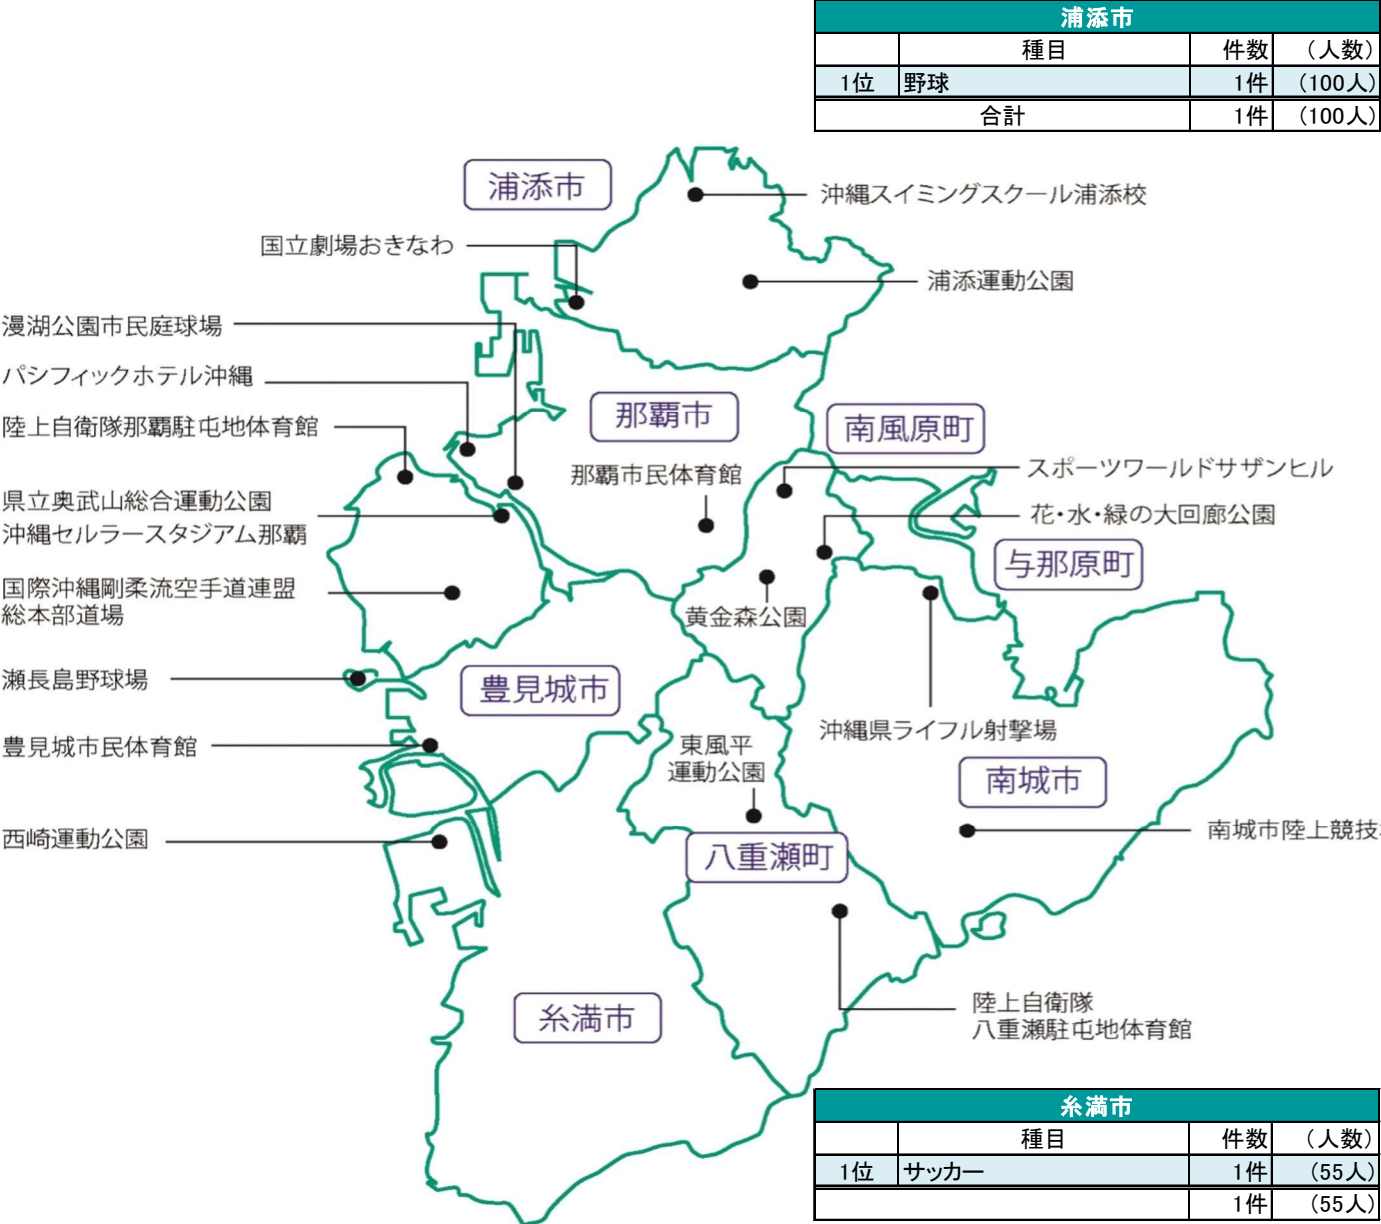 浦添市
種目 件数 （人数）
1位 野球 1件 （100人）
合計 1件 （100人）
浦添市
沖縄スイミングスクール浦添校
国立劇場おきなわ
浦添運動公園
漫湖公園市民庭球場
パシフィックホテル沖縄
那覇市
南風原町
陸上自衛隊那覇駐屯地体育館
那覇市民体育館
スポーツワールドサザンヒル
県立奥武山総合運動公園
沖縄セルラースタジアム那覇
花・水・緑の大回廊公園
与那原町
国際沖縄剛柔流空手道連盟
総本部道場
黄金森公園
瀬長島野球場
豊見城市
豊見城市民体育館
沖縄県ライフル射撃場
東風平
運動公園
南城市
西崎運動公園
南城市陸上競技
八重瀬町
糸満市
陸上自衛隊
八重瀬駐屯地体育館
糸満市
種目 件数 （人数）
1位 サッカー 1件 （55人）
1件 （55人）